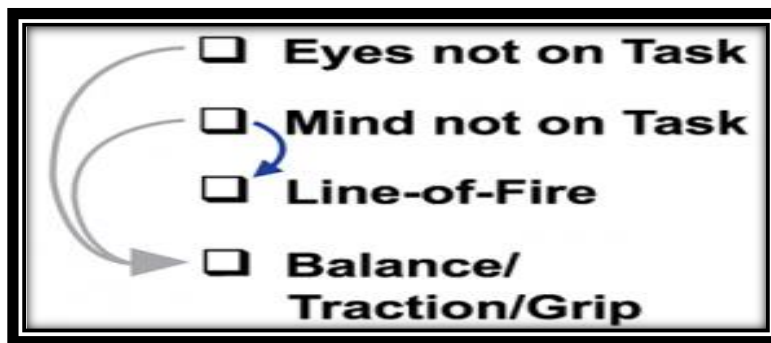 Eyes not on Task
Mind not on Task
Line-of-Fire
Balance/
Traction/Grip